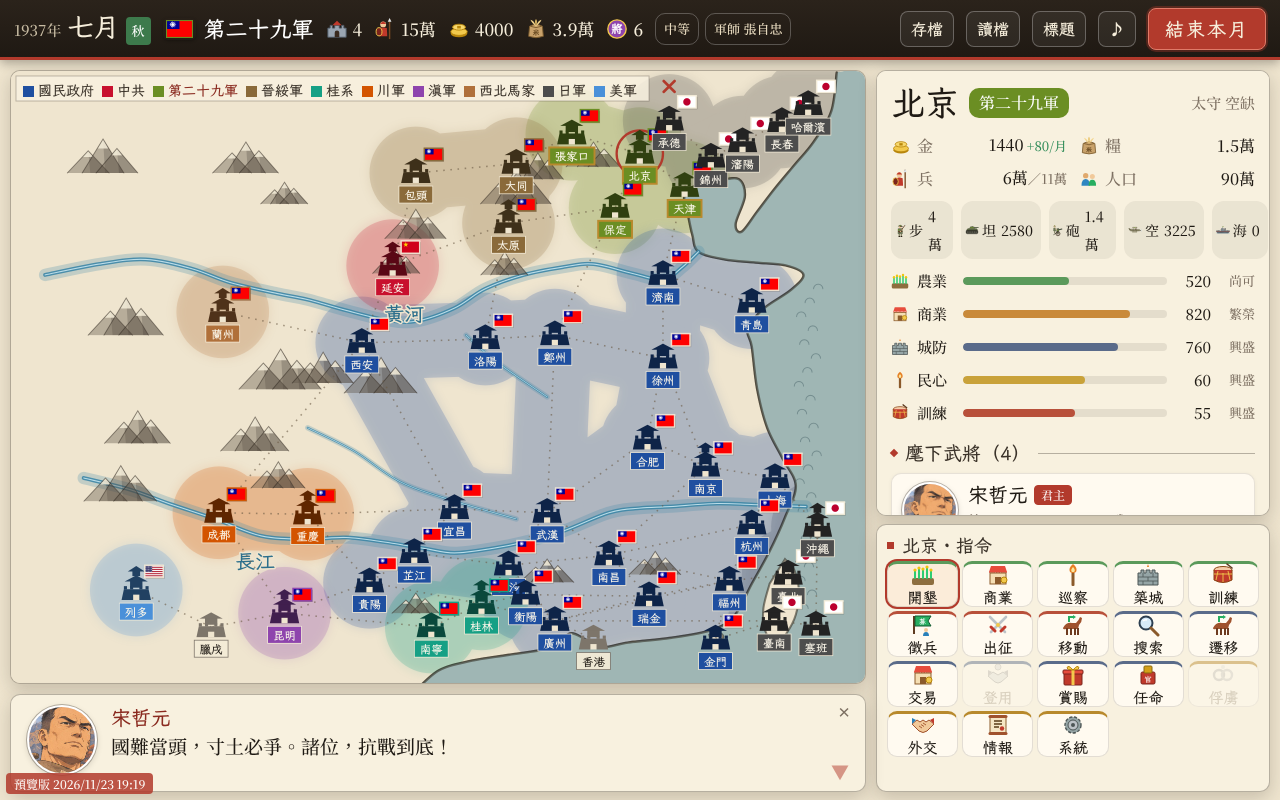 1937年 七月 秋 第二十九軍 4 15萬 4000 3.9萬 將 6 中等 軍師 張自忠 存檔 讀檔 標題 ♪ 結束本月
國民政府 中共 第二十九軍 晉綏軍 桂系 川軍 滇軍 西北馬家 日軍 美軍
哈爾濱
長春
承德
張家口
瀋陽
北京
錦州
大同
包頭
天津
保定
太原
延安
濟南
黃河
青島
蘭州
西安
洛陽
鄭州
徐州
合肥
南京
上海
成都
重慶
宜昌
武漢
杭州
沖繩
長江
芷江
南昌
列多
貴陽
桂林
衡陽
福州
瑞金
昆明
臘戌
南寧
廣州
香港
金門
臺南
塞班
宋哲元
國難當頭，寸土必爭。諸位，抗戰到底！
預覽版 2026/11/23 19:19
北京 第二十九軍 太守 空缺
金 1440 +80/月 糧 1.5萬
兵 6萬/11萬 人口 90萬
步 4萬 坦 2580 砲 1.4萬 空 3225 海 0
農業 520 尚可
商業 820 繁榮
城防 760 興盛
民心 60 興盛
訓練 55 興盛
麾下武將（4）
宋哲元 君主
北京・指令
開墾 商業 巡察 築城 訓練
徵兵 出征 移動 搜索 遷移
交易 登用 賞賜 任命 俘虜
外交 情報 系統